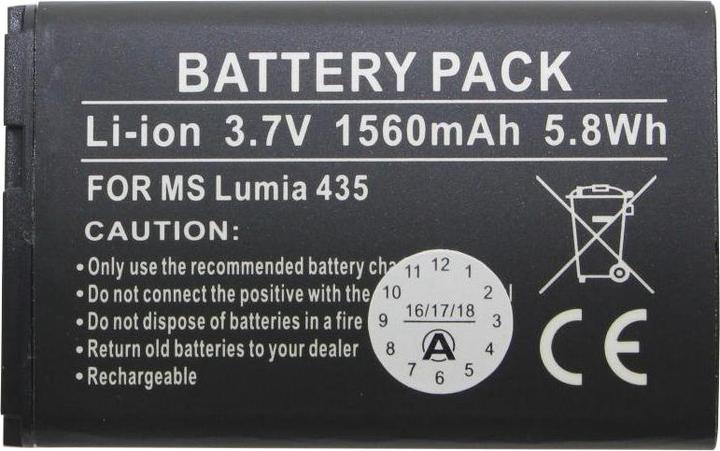 BATTERY PACK
Li-ion 3.7V 1560mAh 5.8Wh
FOR MS Lumia 435
CAUTION:
• Only use the recommended battery
• Do not connect the positive with the
• Do not dispose of batteries in a fire
• Return old batteries to your dealer
• Rechargeable
11 12 1
10 2
16/17/18
9 3
A
8 4
7 6 5
CE